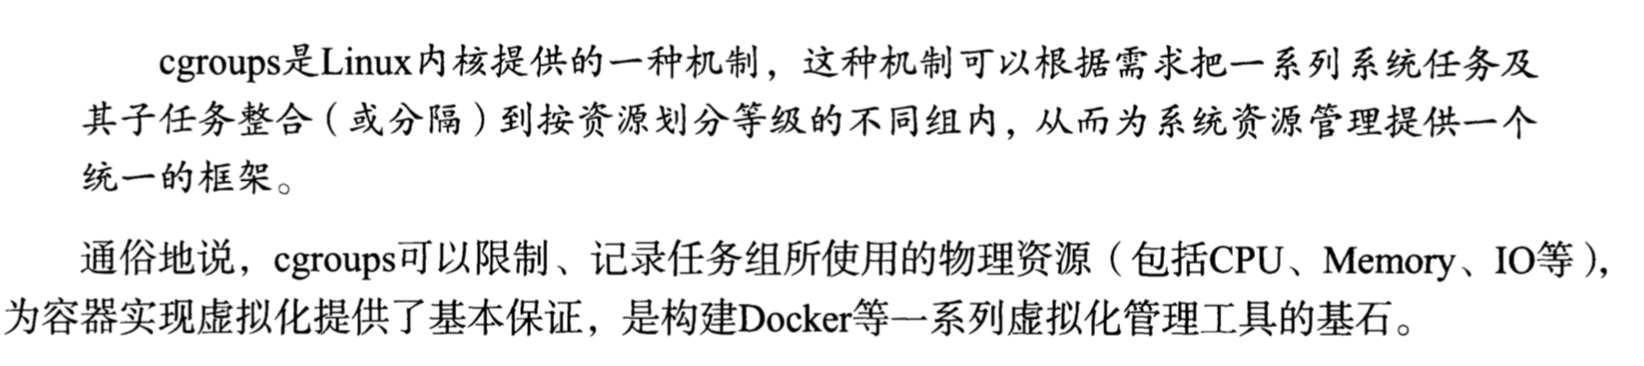 cgroups是Linux内核提供的一种机制，这种机制可以根据需求把一系列系统任务及
其子任务整合（或分隔）到按资源划分等级的不同组内，从而为系统资源管理提供一个
统一的框架。
通俗地说，cgroups可以限制、记录任务组所使用的物理资源（包括CPU、Memory、IO等），
为容器实现虚拟化提供了基本保证，是构建Docker等一系列虚拟化管理工具的基石。